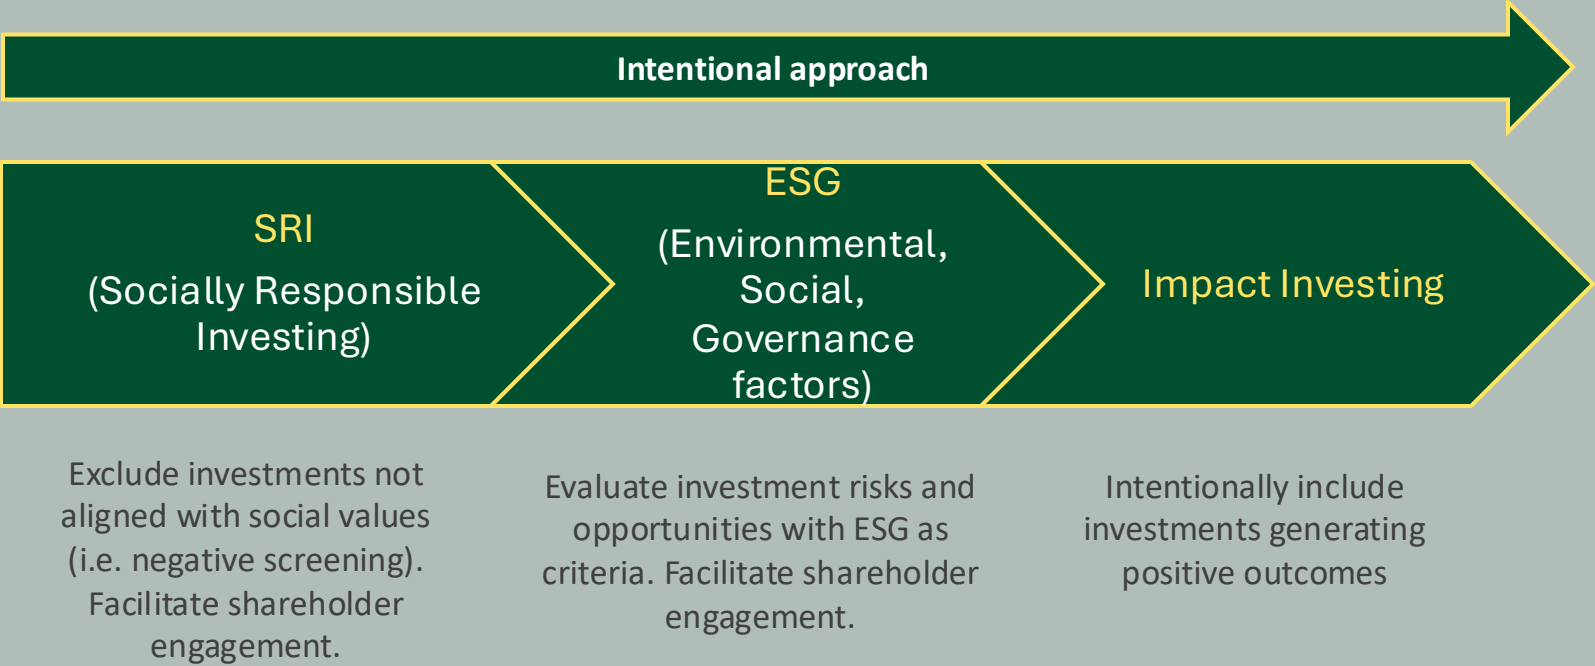 Intentional approach
SRI
(Socially Responsible
Investing)
ESG
(Environmental,
Social,
Governance
factors)
Impact Investing
Exclude investments not
aligned with social values
(i.e. negative screening).
Facilitate shareholder
engagement.
Evaluate investment risks and
opportunities with ESG as
criteria. Facilitate shareholder
engagement.
Intentionally include
investments generating
positive outcomes